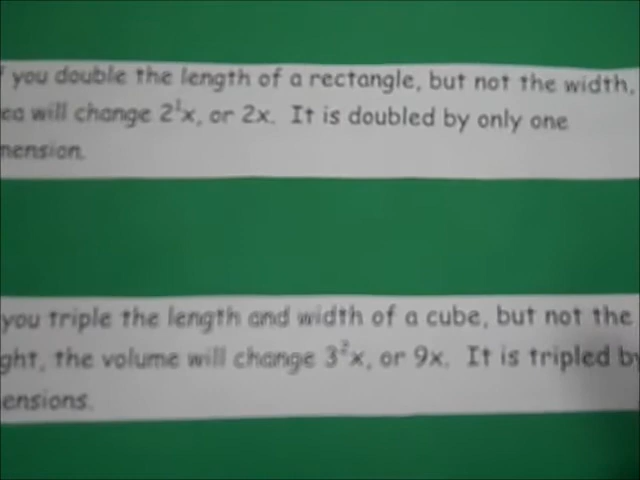 you double the length of a rectangle, but not the width,
ea will change 2¹x, or 2x. It is doubled by only one
mension.
you triple the length and width of a cube, but not the
ght, the volume will change 3²x, or 9x. It is tripled by
ensions.